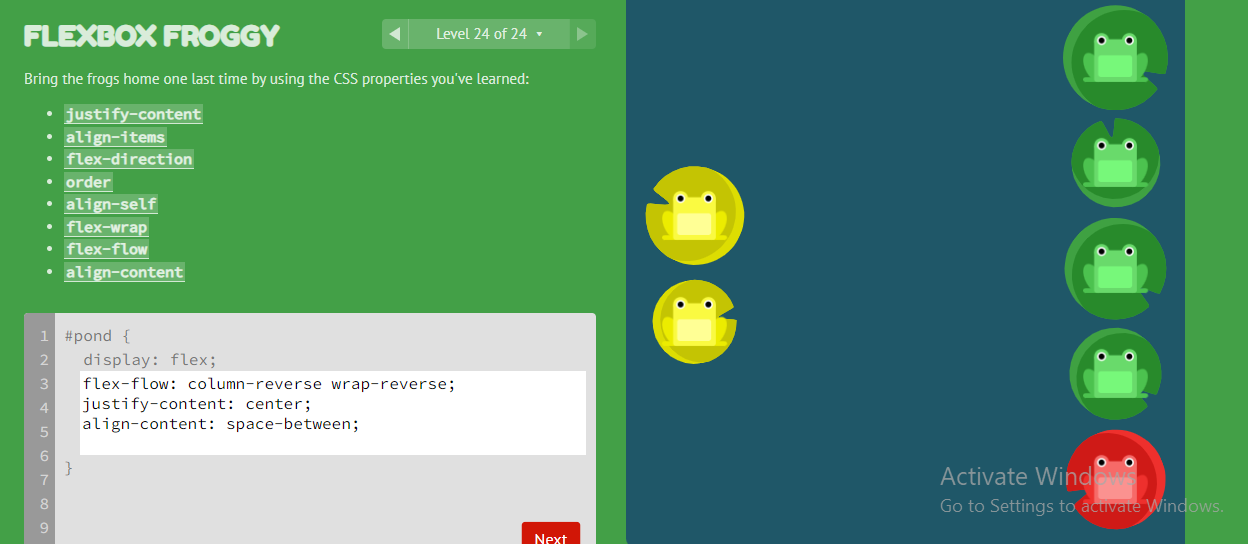 FLEXBOX FROGGY
◀ Level 24 of 24 ▾ ▶
Bring the frogs home one last time by using the CSS properties you've learned:
• justify-content
• align-items
• flex-direction
• order
• align-self
• flex-wrap
• flex-flow
• align-content
1 #pond {
2 display: flex;
3 flex-flow: column-reverse wrap-reverse;
4 justify-content: center;
5 align-content: space-between;
6
7 }
8
9
Next
Activate Windows
Go to Settings to activate Windows.